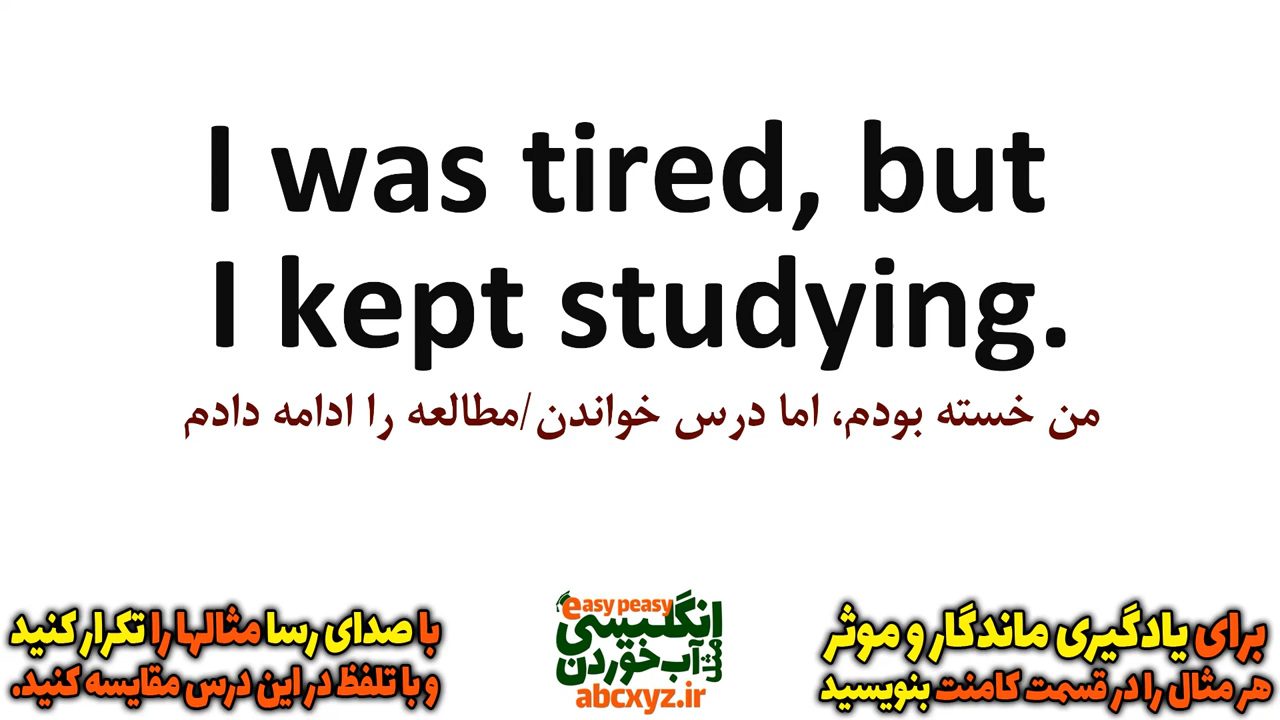 I was tired, but
I kept studying.
من خسته بودم، اما درس خواندن/مطالعه را ادامه دادم
برای یادگیری ماندگار و موثر
هر مثال را در قسمت کامنت بنویسید
easy peasy
انگلیسی
مثل آب خوردن
abcxyz.ir
با صدای رسا مثالها را تکرار کنید
و با تلفظ در این درس مقایسه کنید.